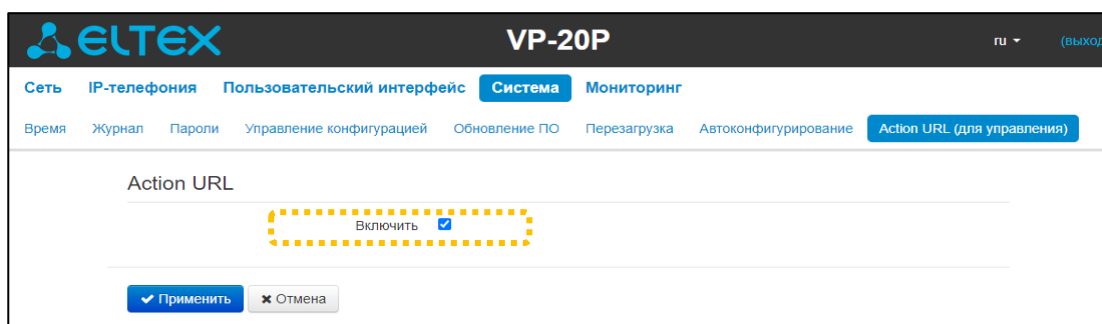 ELTEX VP-20P ru (выход
Сеть IP-телефония Пользовательский интерфейс Система Мониторинг
Время Журнал Пароли Управление конфигурацией Обновление ПО Перезагрузка Автоконфигурирование Action URL (для управления)
Action URL
Включить
Применить Отмена